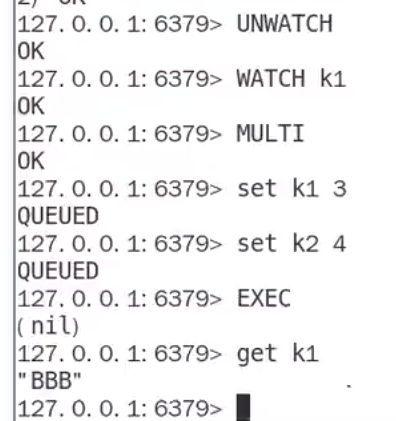 2) OK
127.0.0.1:6379> UNWATCH
OK
127.0.0.1:6379> WATCH k1
OK
127.0.0.1:6379> MULTI
OK
127.0.0.1:6379> set k1 3
QUEUED
127.0.0.1:6379> set k2 4
QUEUED
127.0.0.1:6379> EXEC
(nil)
127.0.0.1:6379> get k1
"BBB"
127.0.0.1:6379>